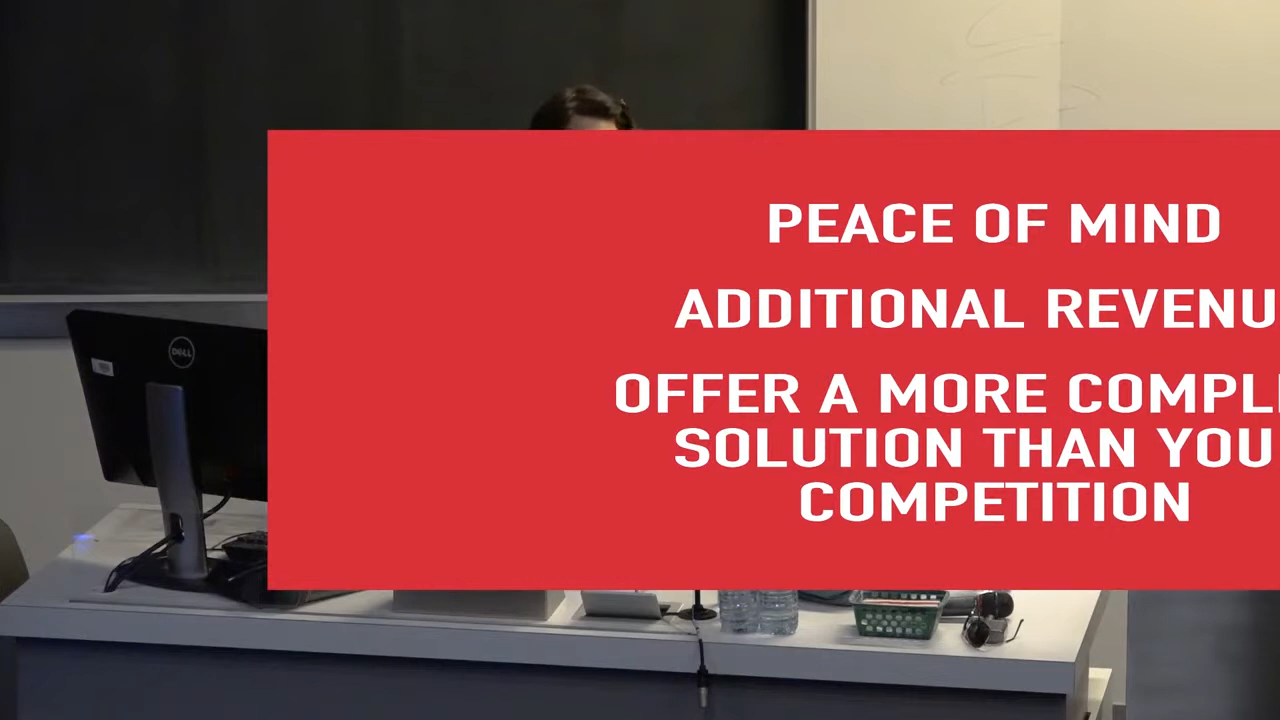 PEACE OF MIND
ADDITIONAL REVENU
OFFER A MORE COMPL
SOLUTION THAN YOU
COMPETITION
DELL